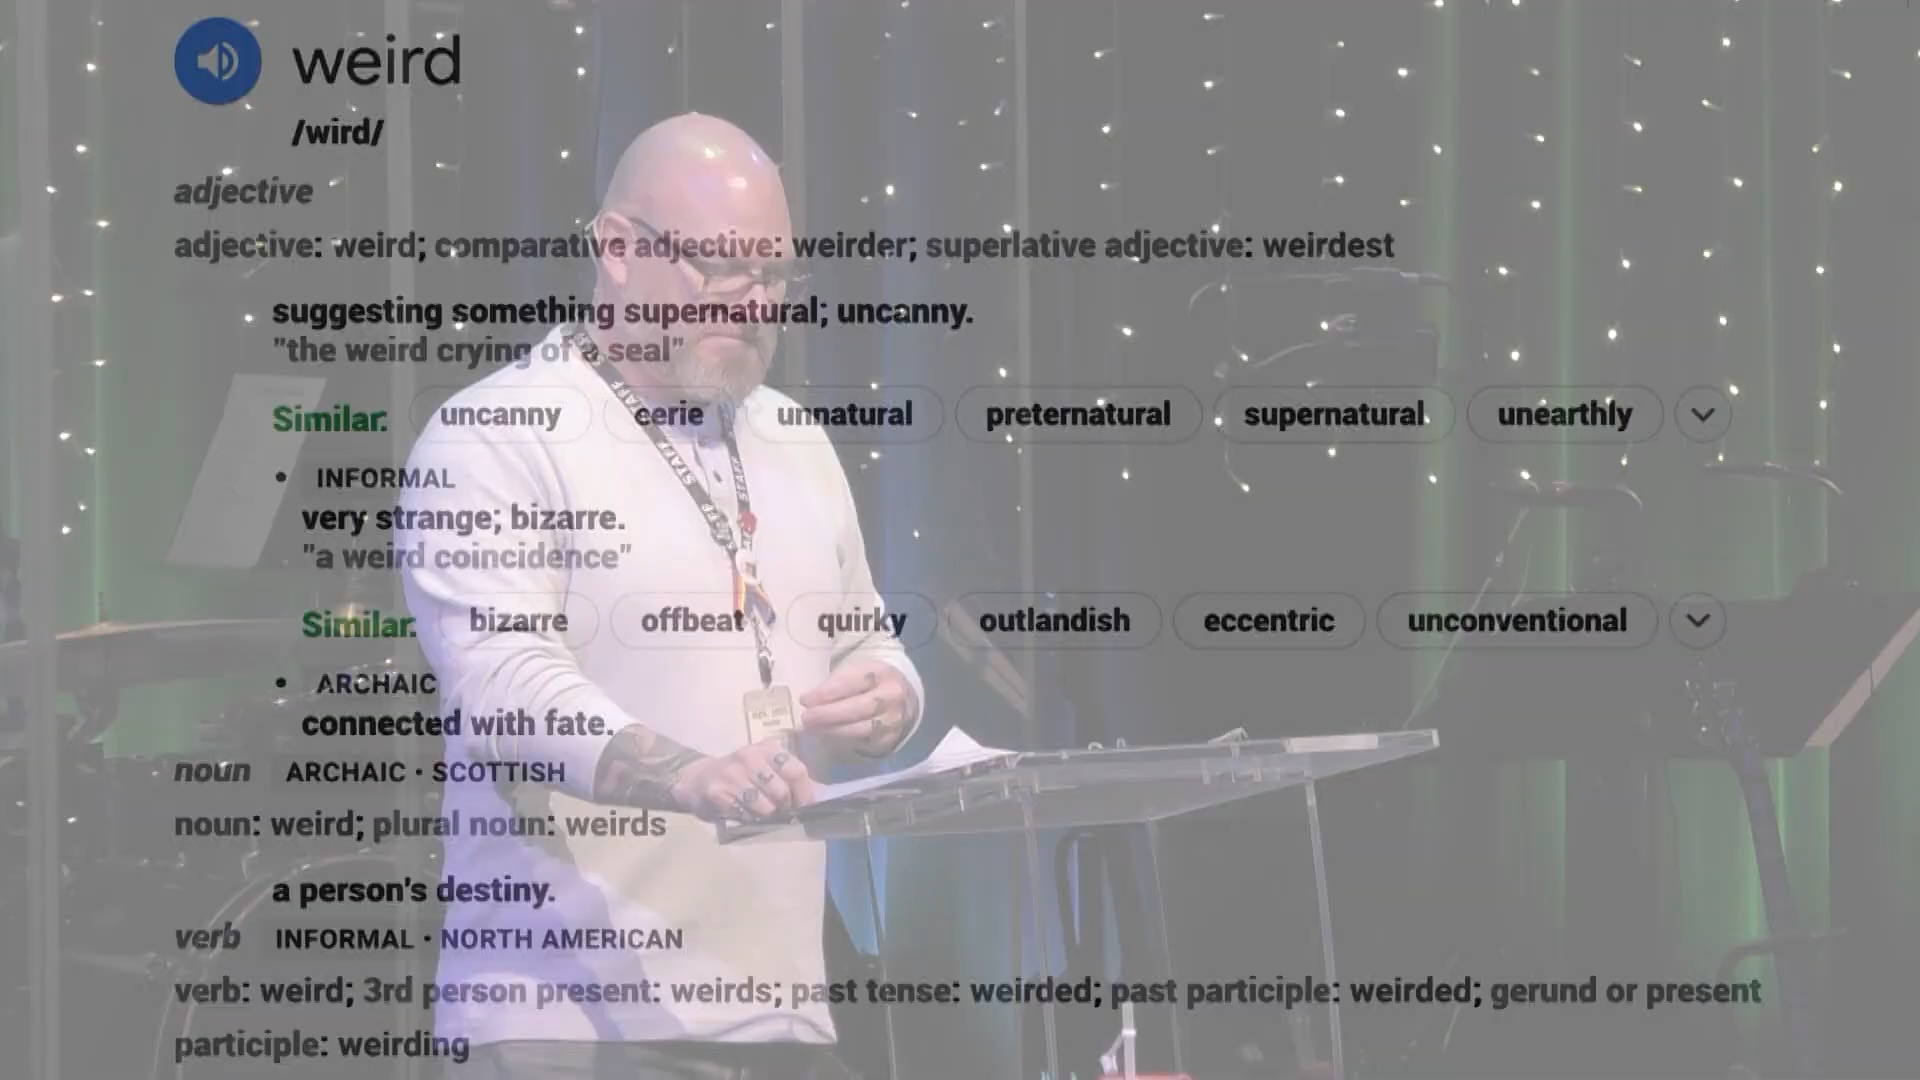 weird
/wird/
adjective
adjective: weird; comparative adjective: weirder; superlative adjective: weirdest
suggesting something supernatural; uncanny.
"the weird crying of a seal"
Similar: uncanny eerie unnatural preternatural supernatural unearthly
• INFORMAL
very strange; bizarre.
"a weird coincidence"
Similar: bizarre offbeat quirky outlandish eccentric unconventional
• ARCHAIC
connected with fate.
noun ARCHAIC • SCOTTISH
noun: weird; plural noun: weirds
a person's destiny.
verb INFORMAL • NORTH AMERICAN
verb: weird; 3rd person present: weirds; past tense: weirded; past participle: weirded; gerund or present
participle: weirding
STAFF
STAFF